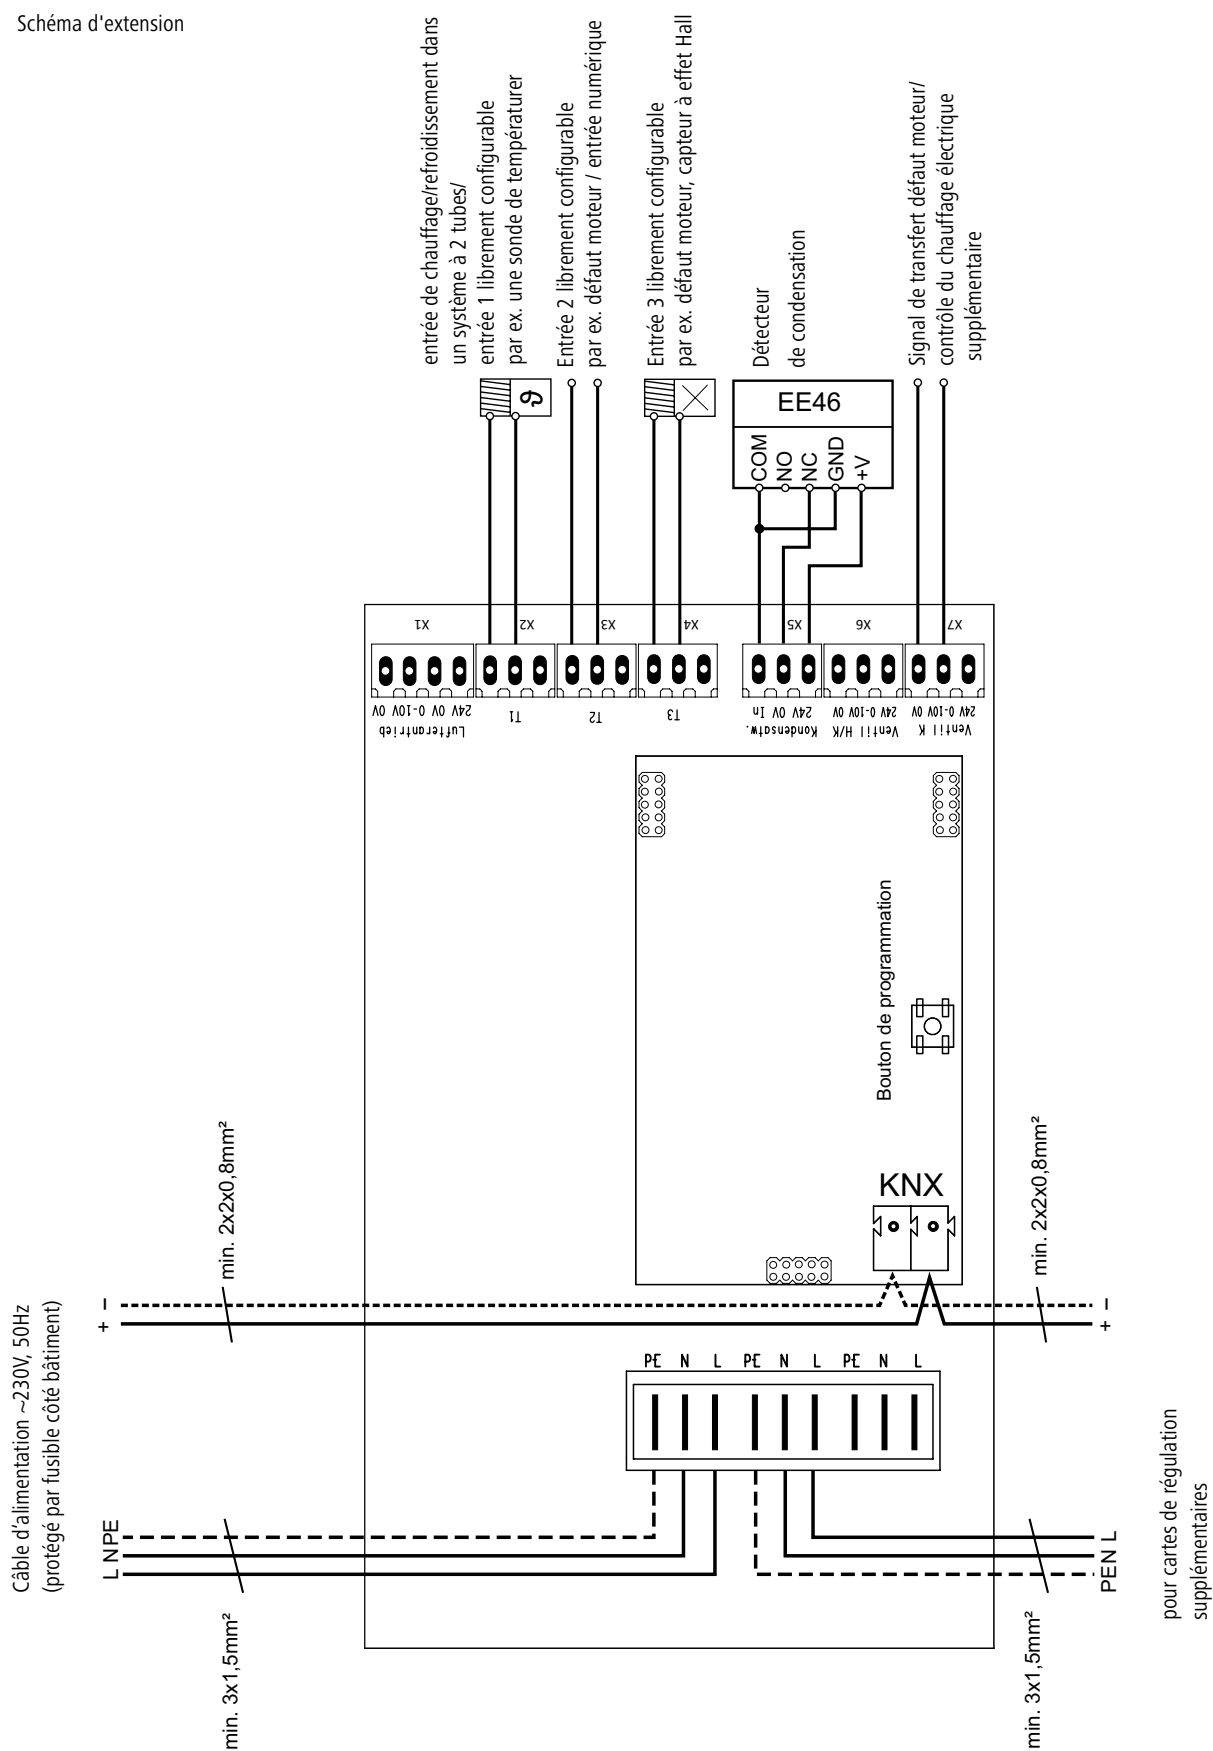 Schéma d'extension
entrée de chauffage/refroidissement dans
un système à 2 tubes/
entrée 1 librement configurable
par ex. une sonde de températurer
Entrée 2 librement configurable
par ex. défaut moteur / entrée numérique
Entrée 3 librement configurable
par ex. défaut moteur, capteur à effet Hall
Détecteur
de condensation
Signal de transfert défaut moteur/
contrôle du chauffage électrique
supplémentaire
ϑ
EE46
COM
NO
NC
GND
+V
X1
X2
X3
X4
X5
X6
X7
24V 0V 0-10V 0V
Lufterantrieb
T1
T2
T3
24V 0V In
Kondensatw.
24V 0-10V 0V
Ventil H/K
24V 0-10V 0V
Ventil K
Bouton de programmation
KNX
min. 2x2x0,8mm²
min. 2x2x0,8mm²
+ –
+ –
Câble d'alimentation ~230V, 50Hz
(protégé par fusible côté bâtiment)
PE N L PE N L PE N L
L N PE
PE N L
min. 3x1,5mm²
min. 3x1,5mm²
pour cartes de régulation
supplémentaires